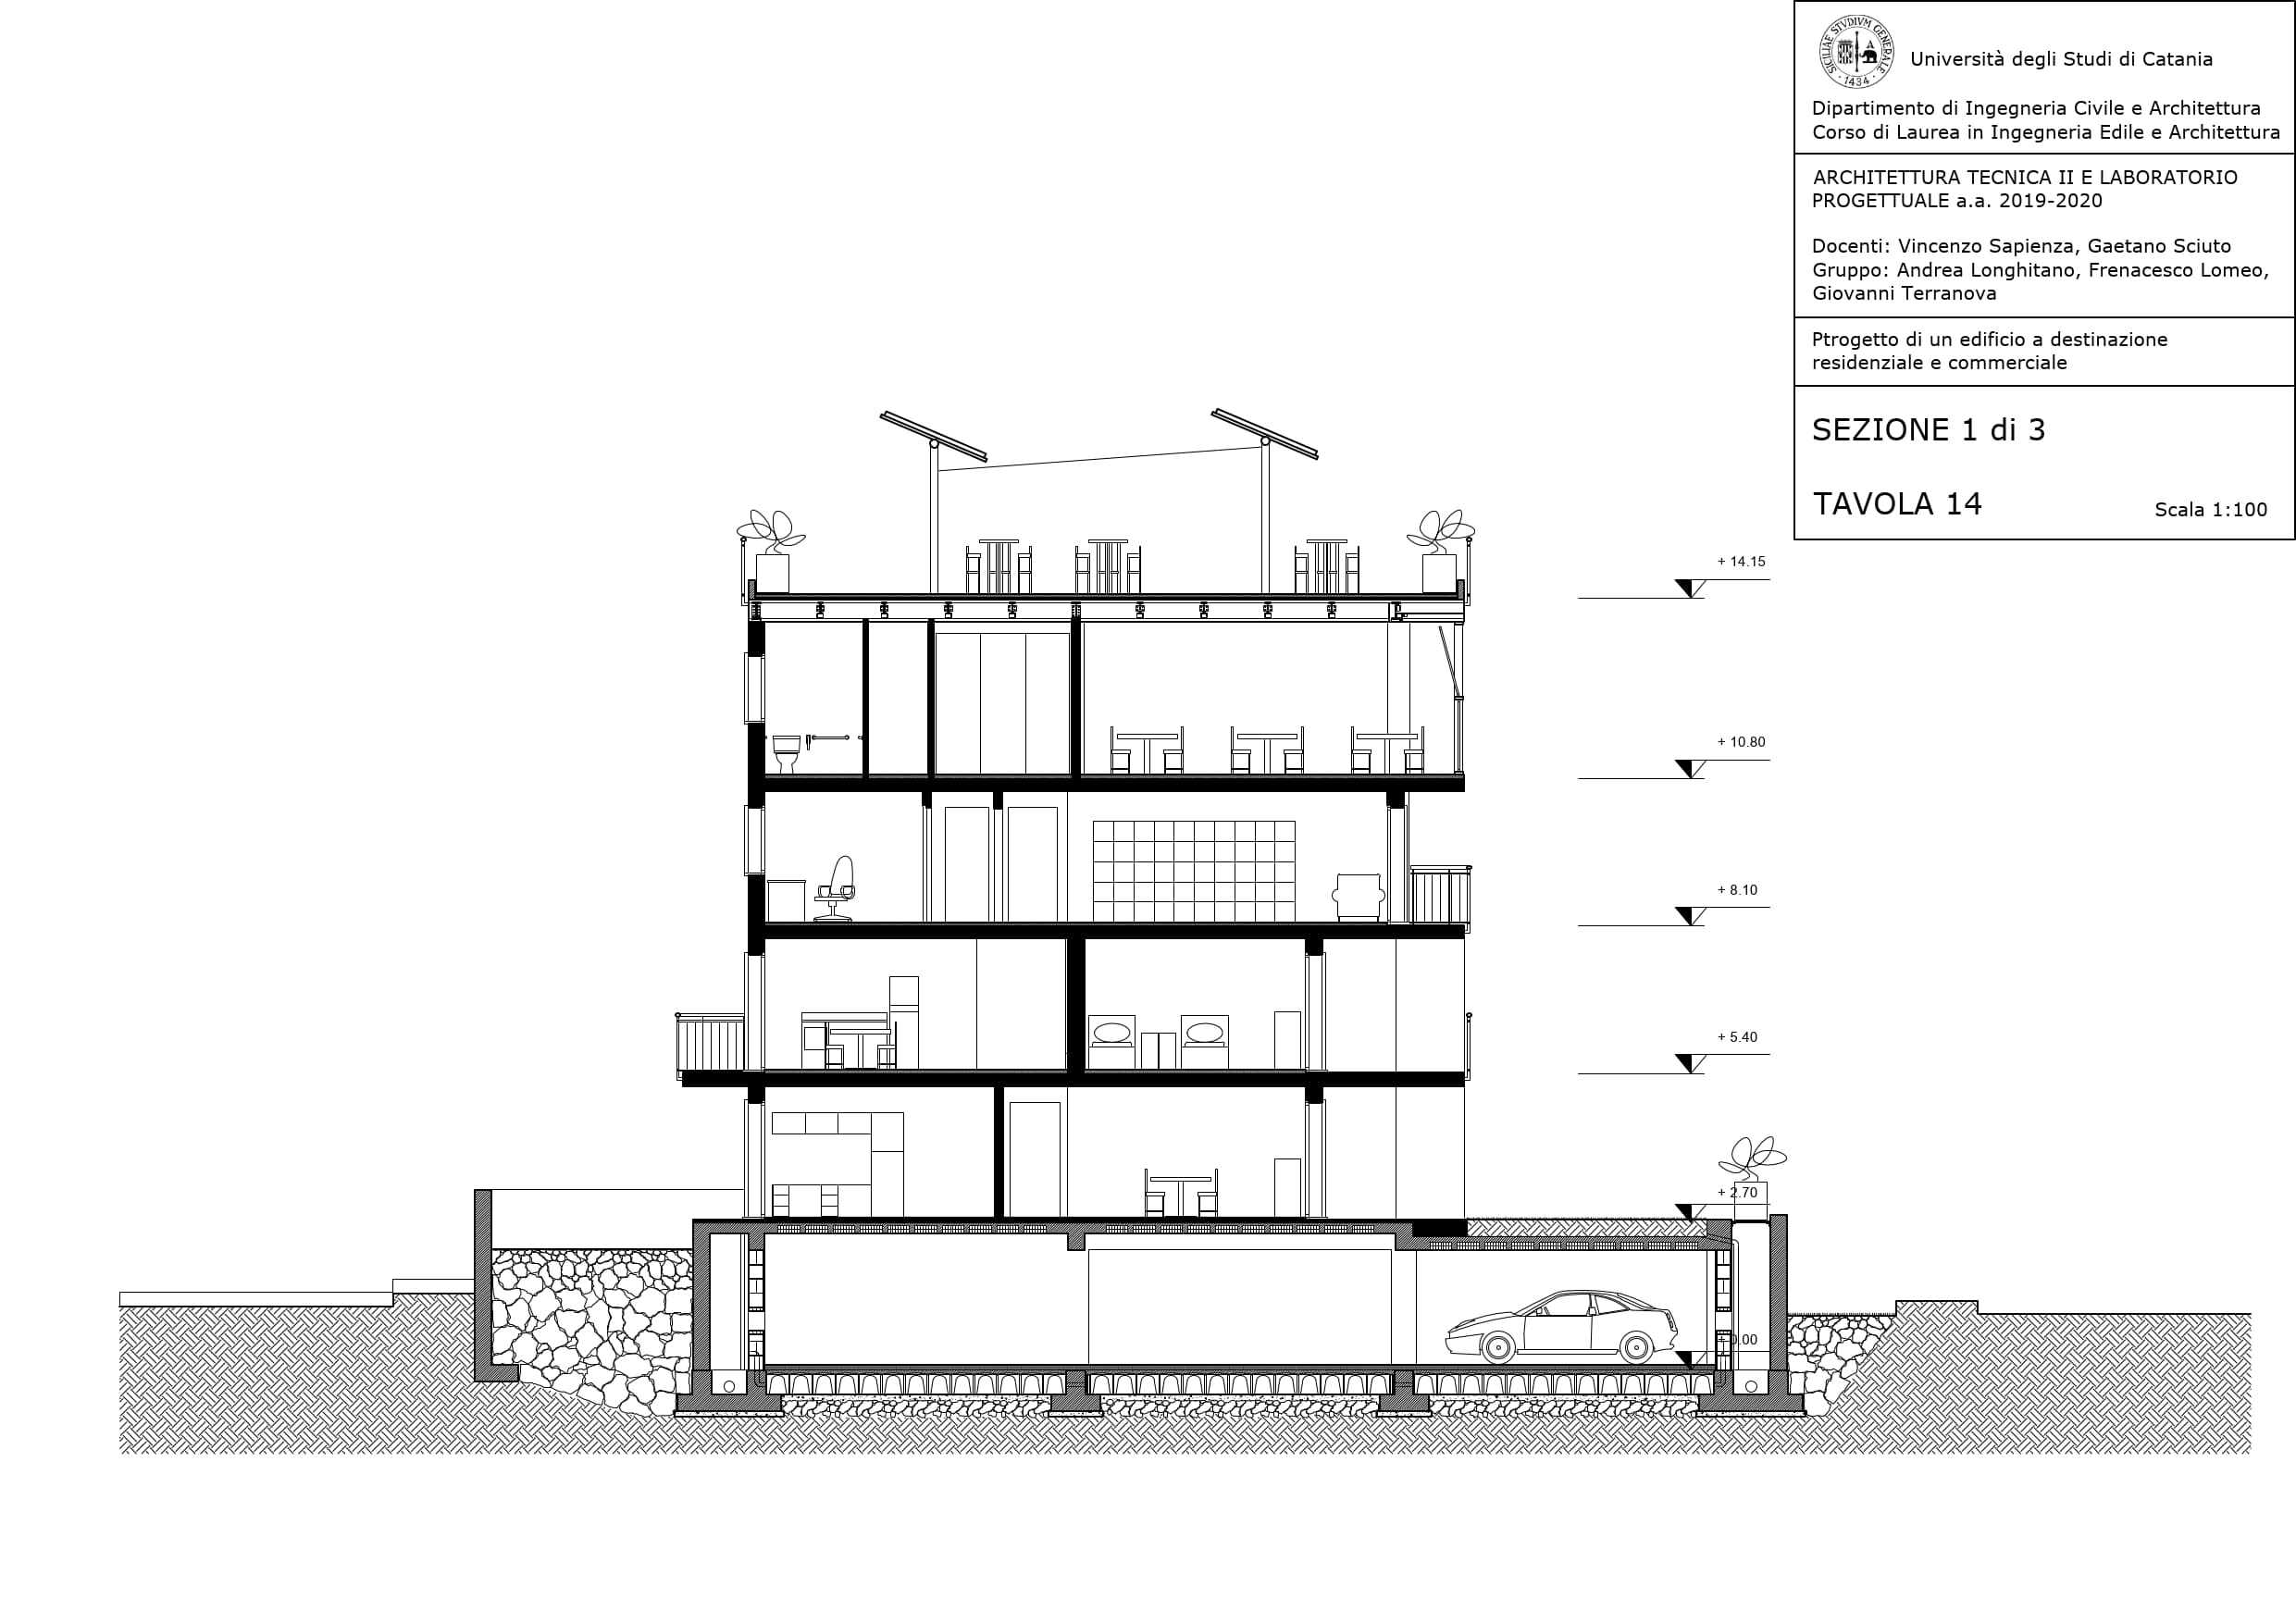 SICILIAE STVDIVM GENERALE
· 1434 ·
Università degli Studi di Catania
Dipartimento di Ingegneria Civile e Architettura
Corso di Laurea in Ingegneria Edile e Architettura
ARCHITETTURA TECNICA II E LABORATORIO
PROGETTUALE a.a. 2019-2020
Docenti: Vincenzo Sapienza, Gaetano Sciuto
Gruppo: Andrea Longhitano, Frenacesco Lomeo,
Giovanni Terranova
Ptrogetto di un edificio a destinazione
residenziale e commerciale
SEZIONE 1 di 3
TAVOLA 14
Scala 1:100
+ 14.15
+ 10.80
+ 8.10
+ 5.40
+ 2.70
+ 0.00